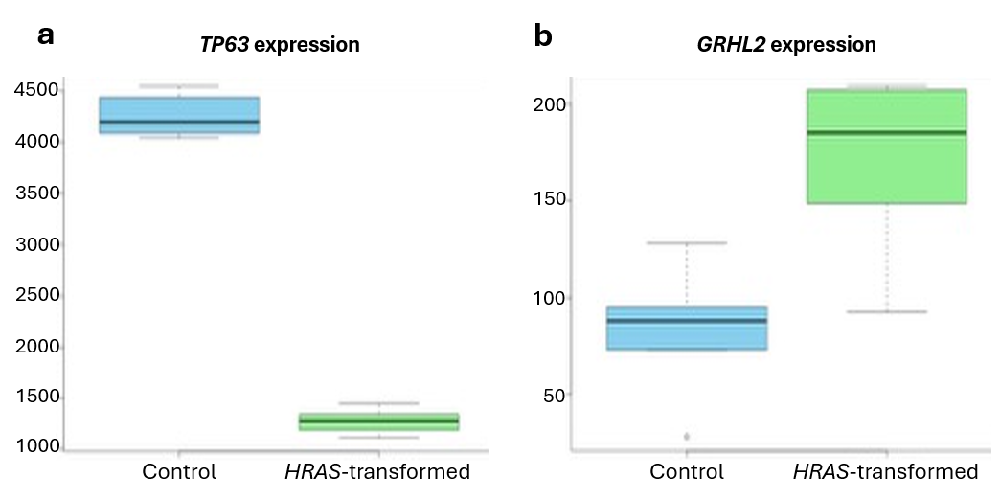 a
TP63 expression
4500
4000
3500
3000
2500
2000
1500
1000
Control
HRAS-transformed
b
GRHL2 expression
200
150
100
50
Control
HRAS-transformed